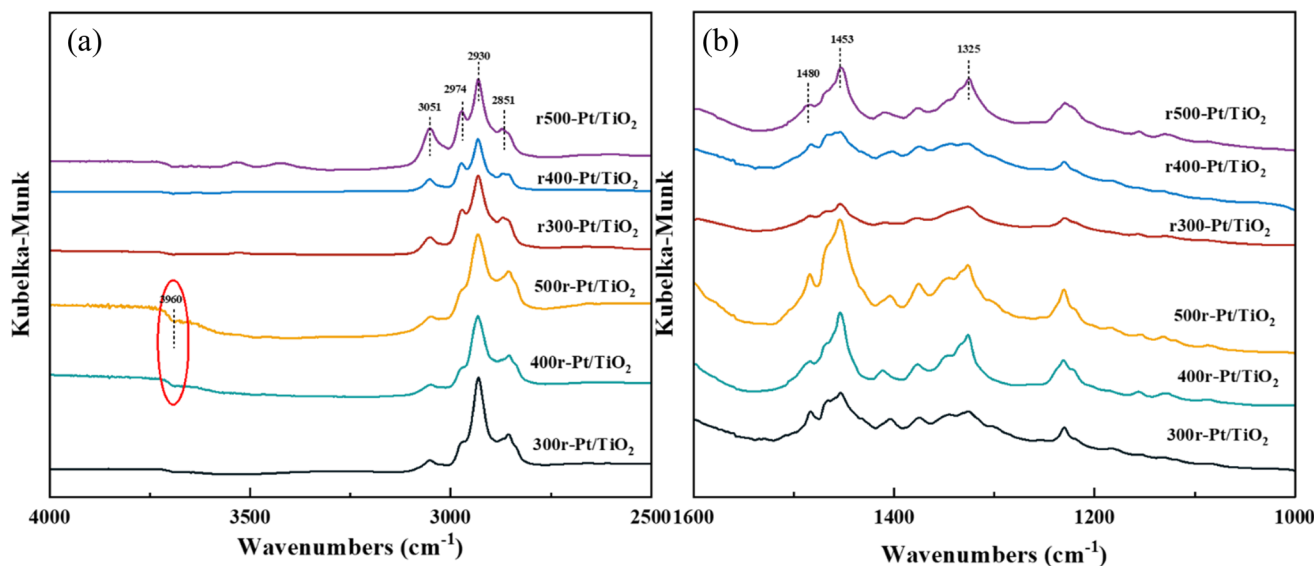 (a)
Kubelka-Munk
2930
2974
3051
2851
r500-Pt/TiO₂
r400-Pt/TiO₂
r300-Pt/TiO₂
500r-Pt/TiO₂
3960
400r-Pt/TiO₂
300r-Pt/TiO₂
4000
3500
3000
2500
Wavenumbers (cm⁻¹)
(b)
Kubelka-Munk
1453
1325
1480
r500-Pt/TiO₂
r400-Pt/TiO₂
r300-Pt/TiO₂
500r-Pt/TiO₂
400r-Pt/TiO₂
300r-Pt/TiO₂
1600
1400
1200
1000
Wavenumbers (cm⁻¹)